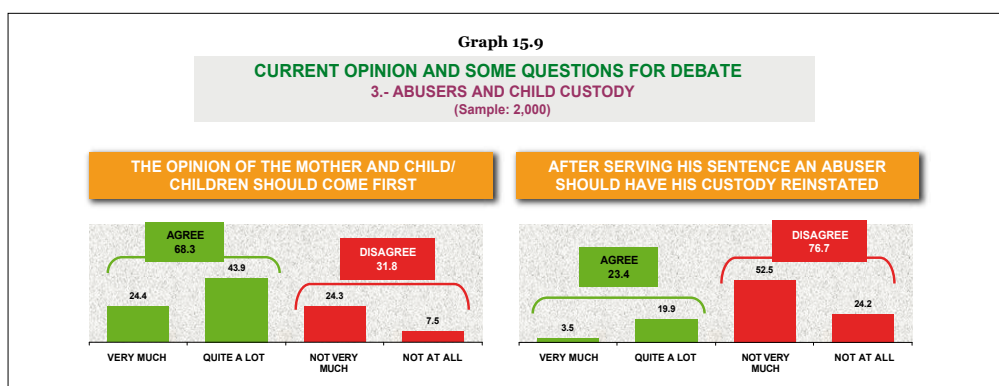 Graph 15.9
CURRENT OPINION AND SOME QUESTIONS FOR DEBATE
3.- ABUSERS AND CHILD CUSTODY
(Sample: 2,000)
THE OPINION OF THE MOTHER AND CHILD/
CHILDREN SHOULD COME FIRST
AGREE
68.3
DISAGREE
31.8
24.4
43.9
24.3
7.5
VERY MUCH
QUITE A LOT
NOT VERY
MUCH
NOT AT ALL
AFTER SERVING HIS SENTENCE AN ABUSER
SHOULD HAVE HIS CUSTODY REINSTATED
AGREE
23.4
DISAGREE
76.7
3.5
19.9
52.5
24.2
VERY MUCH
QUITE A LOT
NOT VERY
MUCH
NOT AT ALL